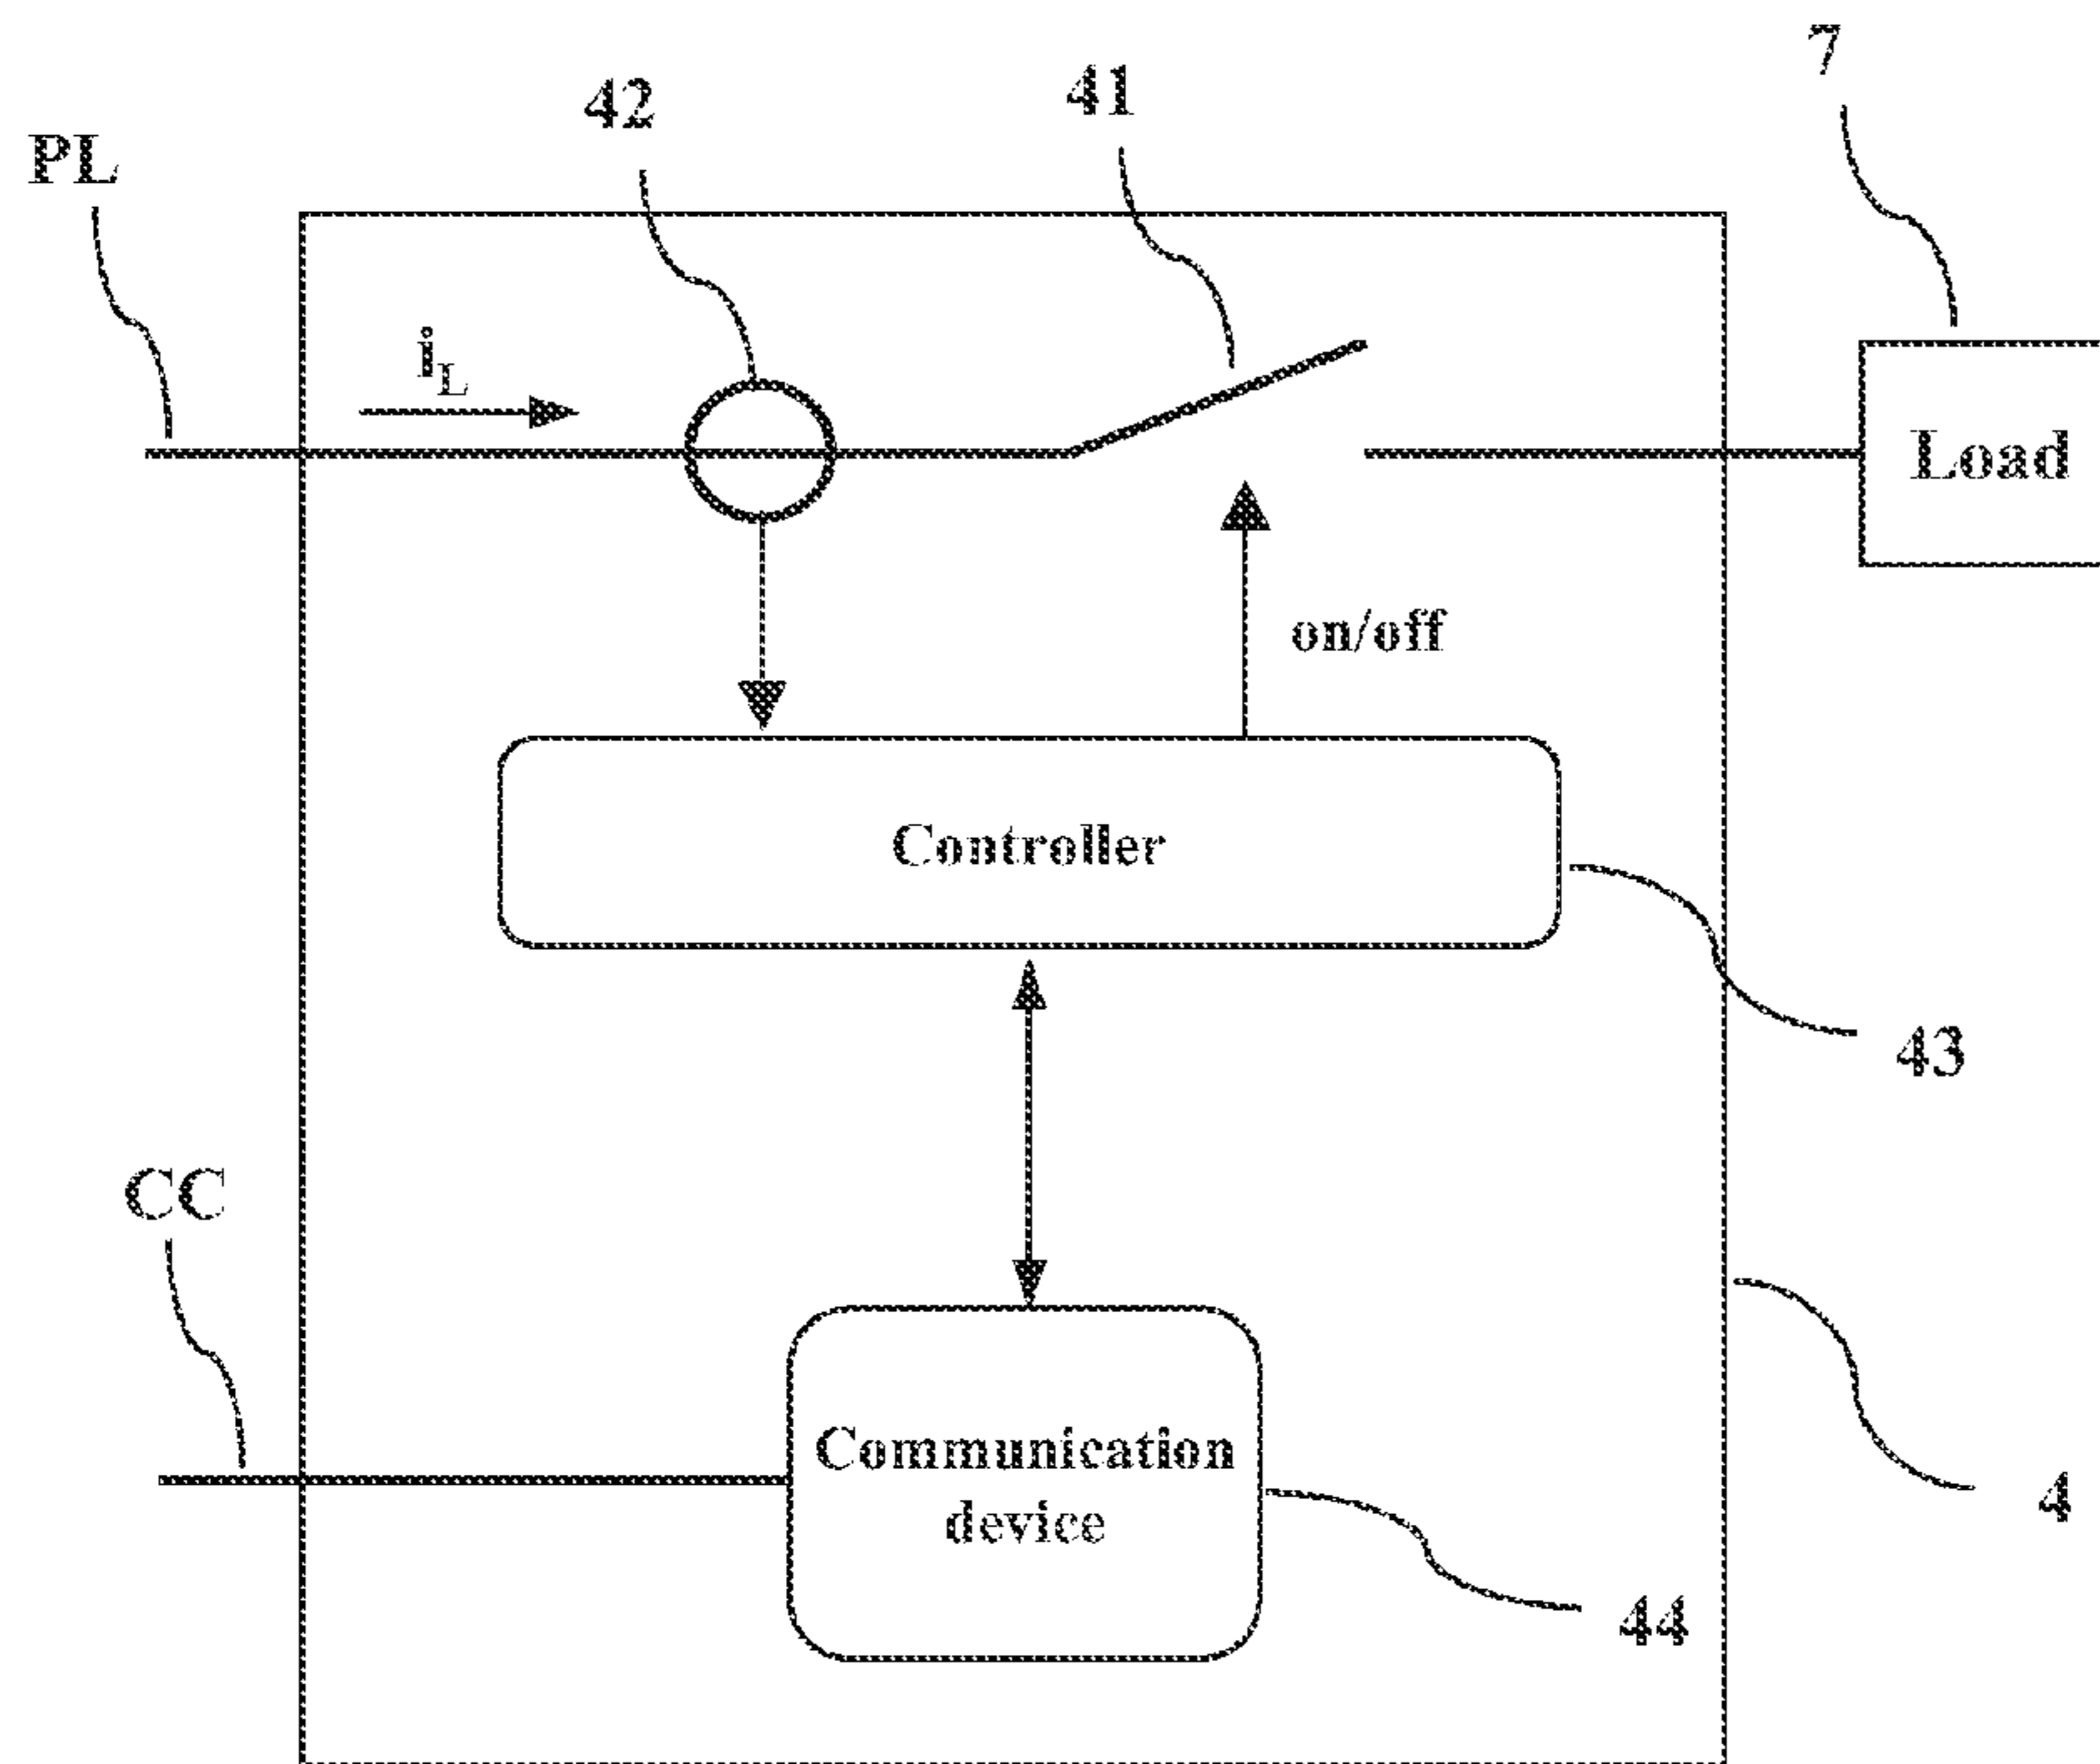 7
42
41
PL
iL
Load
on/off
Controller
43
CC
Communication
device
4
44